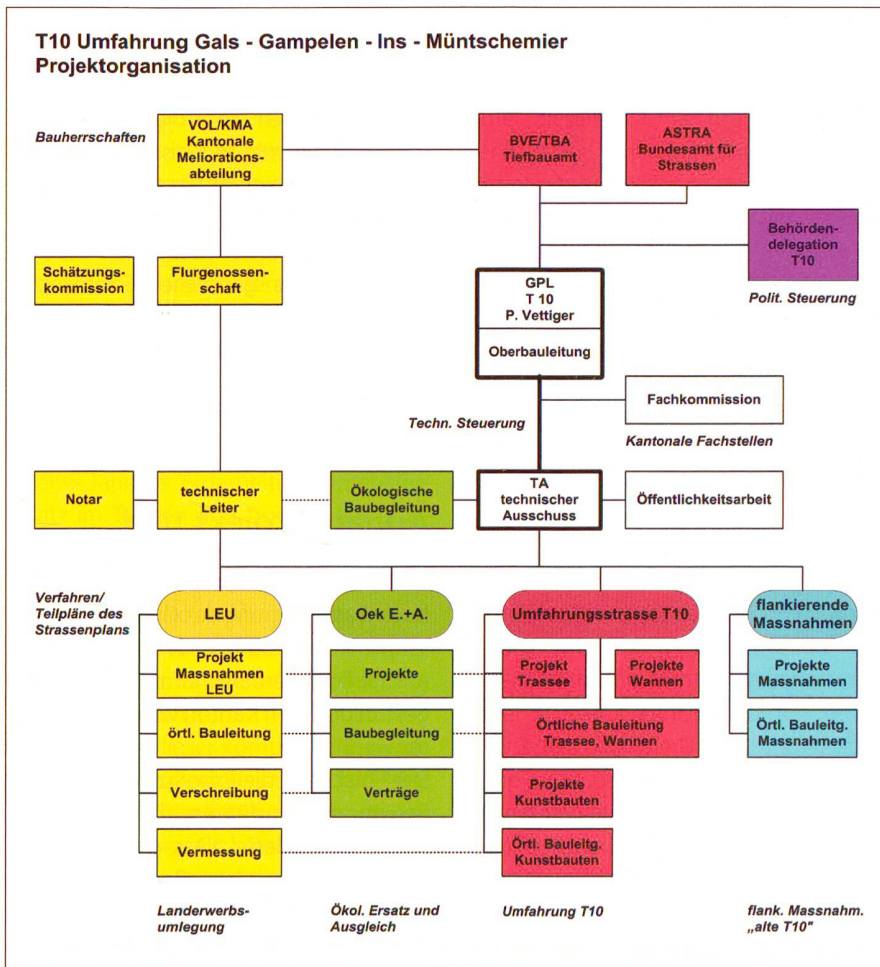 T10 Umfahrung Gals - Gampelen - Ins - Müntschemier
Projektorganisation
Bauherrschaften
VOL/KMA
Kantonale
Meliorations-
abteilung
BVE/TBA
Tiefbauamt
ASTRA
Bundesamt für
Strassen
Behörden-
delegation
T10
Polit. Steuerung
Schätzungs-
kommission
Flurgenossen-
schaft
GPL
T 10
P. Vettiger
Oberbauleitung
Techn. Steuerung
Fachkommission
Kantonale Fachstellen
Notar
technischer
Leiter
Ökologische
Baubegleitung
TA
technischer
Ausschuss
Öffentlichkeitsarbeit
Verfahren/
Teilpläne des
Strassenplans
LEU
Oek E.+A.
Umfahrungsstrasse T10
flankierende
Massnahmen
Projekt
Massnahmen
LEU
Projekte
Projekt
Trassee
Projekte
Wannen
Projekte
Massnahmen
örtl. Bauleitung
Baubegleitung
Örtliche Bauleitung
Trassee, Wannen
Örtl. Bauleitg.
Massnahmen
Verschreibung
Verträge
Projekte
Kunstbauten
Vermessung
Örtl. Bauleitg.
Kunstbauten
Landerwerbs-
umlegung
Ökol. Ersatz und
Ausgleich
Umfahrung T10
flank. Massnahm.
„alte T10"